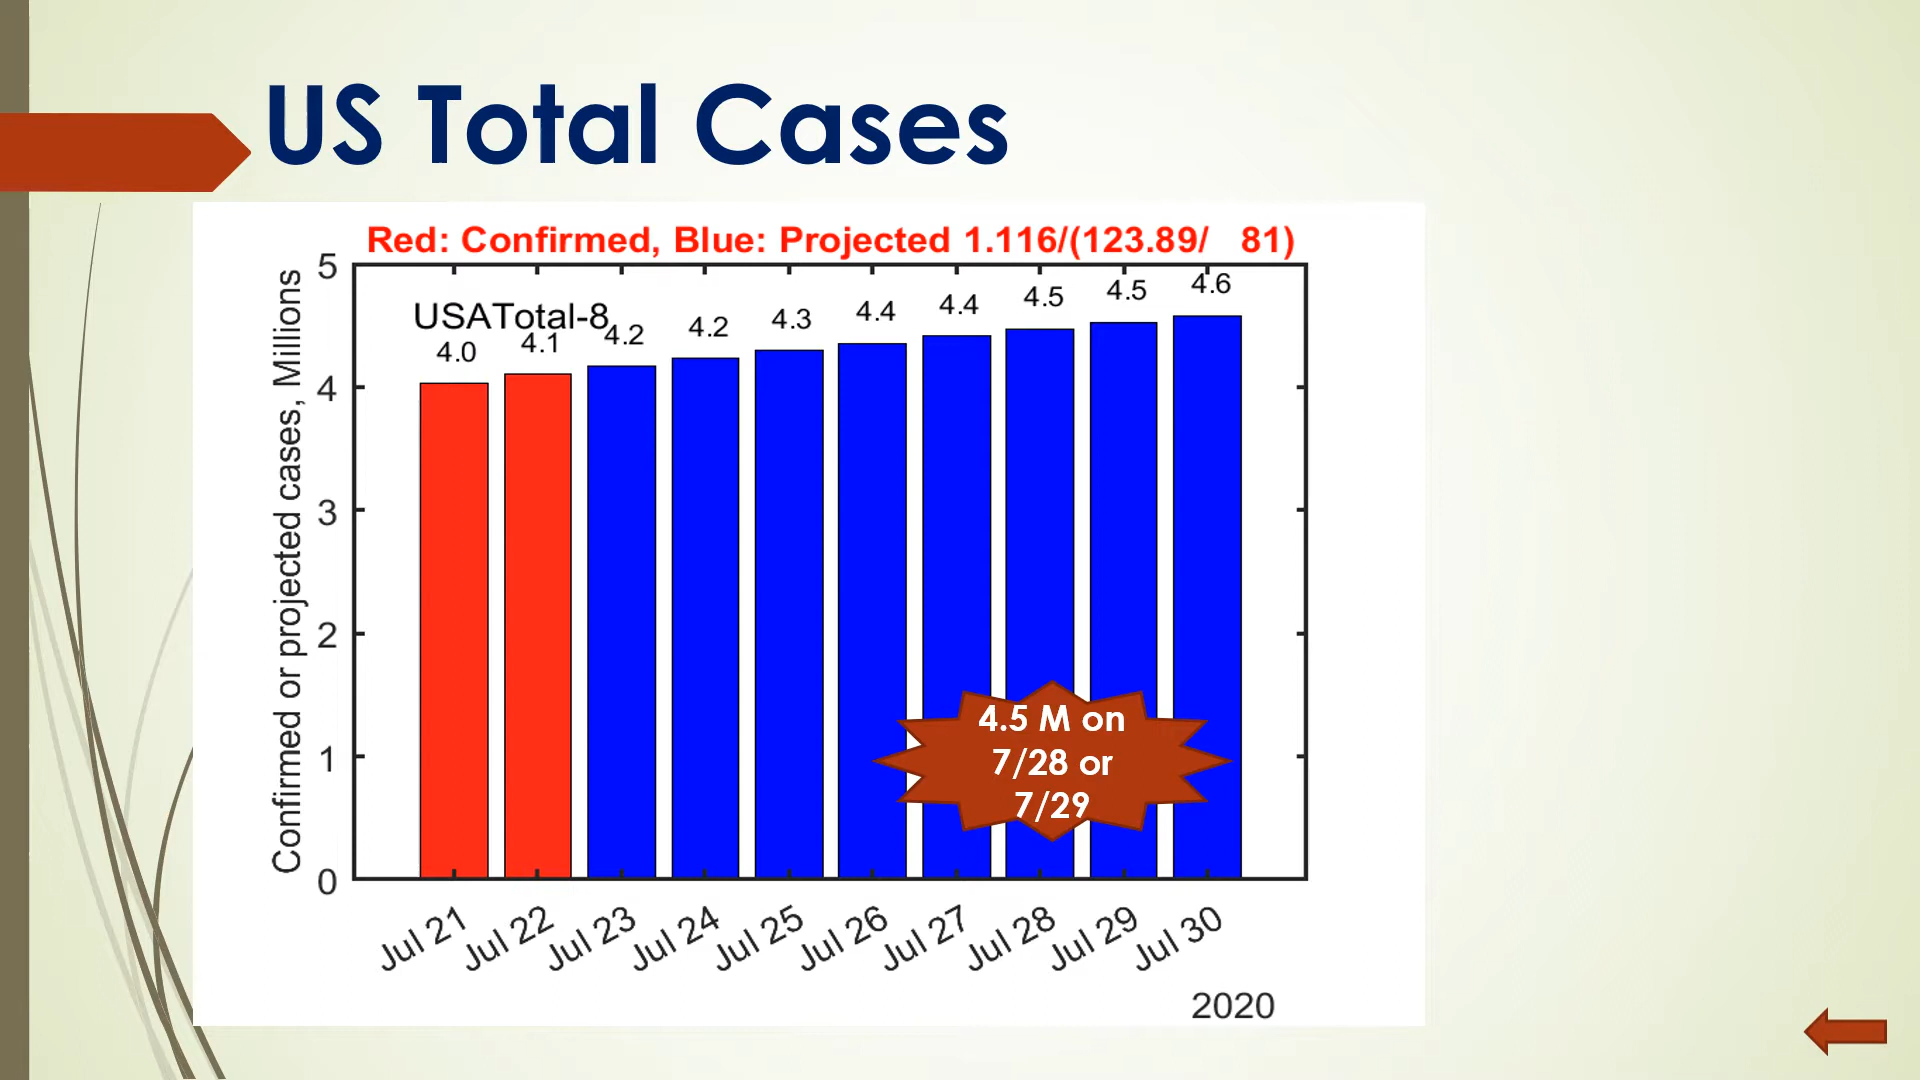 US Total Cases
Red: Confirmed, Blue: Projected 1.116/(123.89/   81)
USATotal-8
4.0
4.1
4.2
4.2
4.3
4.4
4.4
4.5
4.5
4.6
Confirmed or projected cases, Millions
5
4
3
2
1
0
4.5 M on
7/28 or
7/29
Jul 21
Jul 22
Jul 23
Jul 24
Jul 25
Jul 26
Jul 27
Jul 28
Jul 29
Jul 30
2020